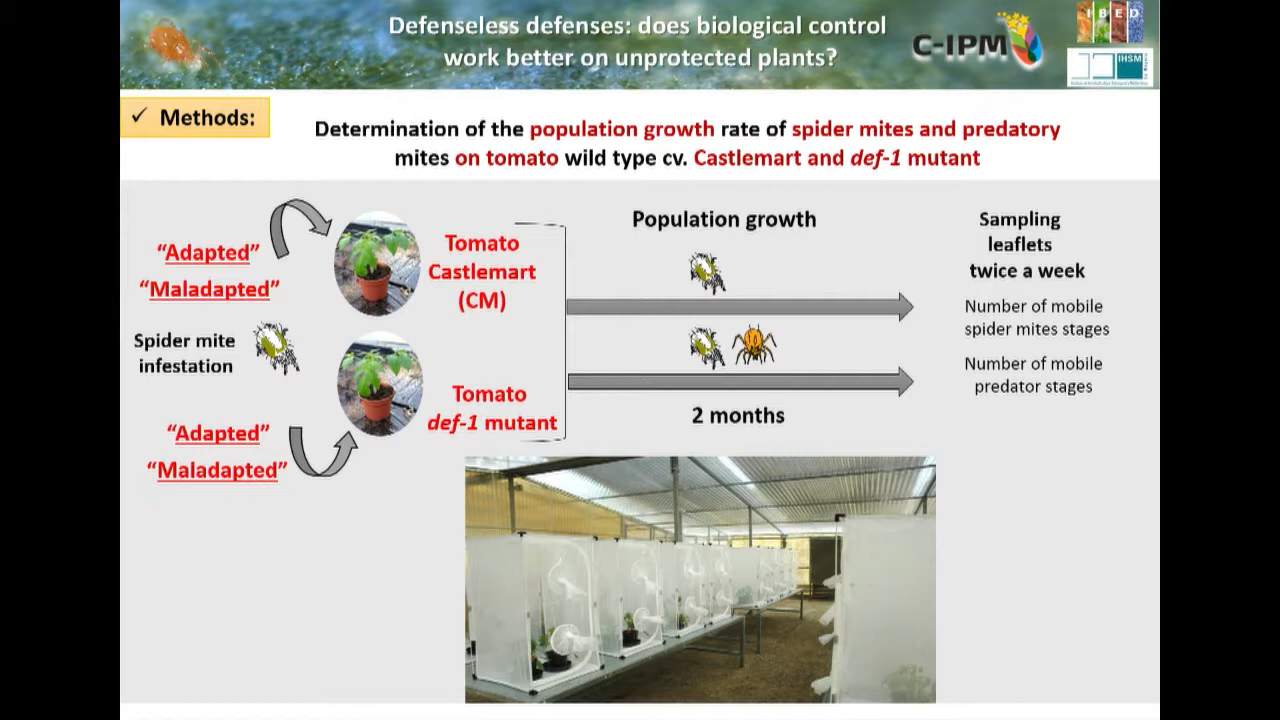 Defenseless defenses: does biological control
work better on unprotected plants?
C-IPM
I B E D
IHSM
✓ Methods:
Determination of the population growth rate of spider mites and predatory
mites on tomato wild type cv. Castlemart and def-1 mutant
“Adapted”
“Maladapted”
Spider mite
infestation
“Adapted”
“Maladapted”
Tomato
Castlemart
(CM)
Tomato
def-1 mutant
Population growth
2 months
Sampling
leaflets
twice a week
Number of mobile
spider mites stages
Number of mobile
predator stages